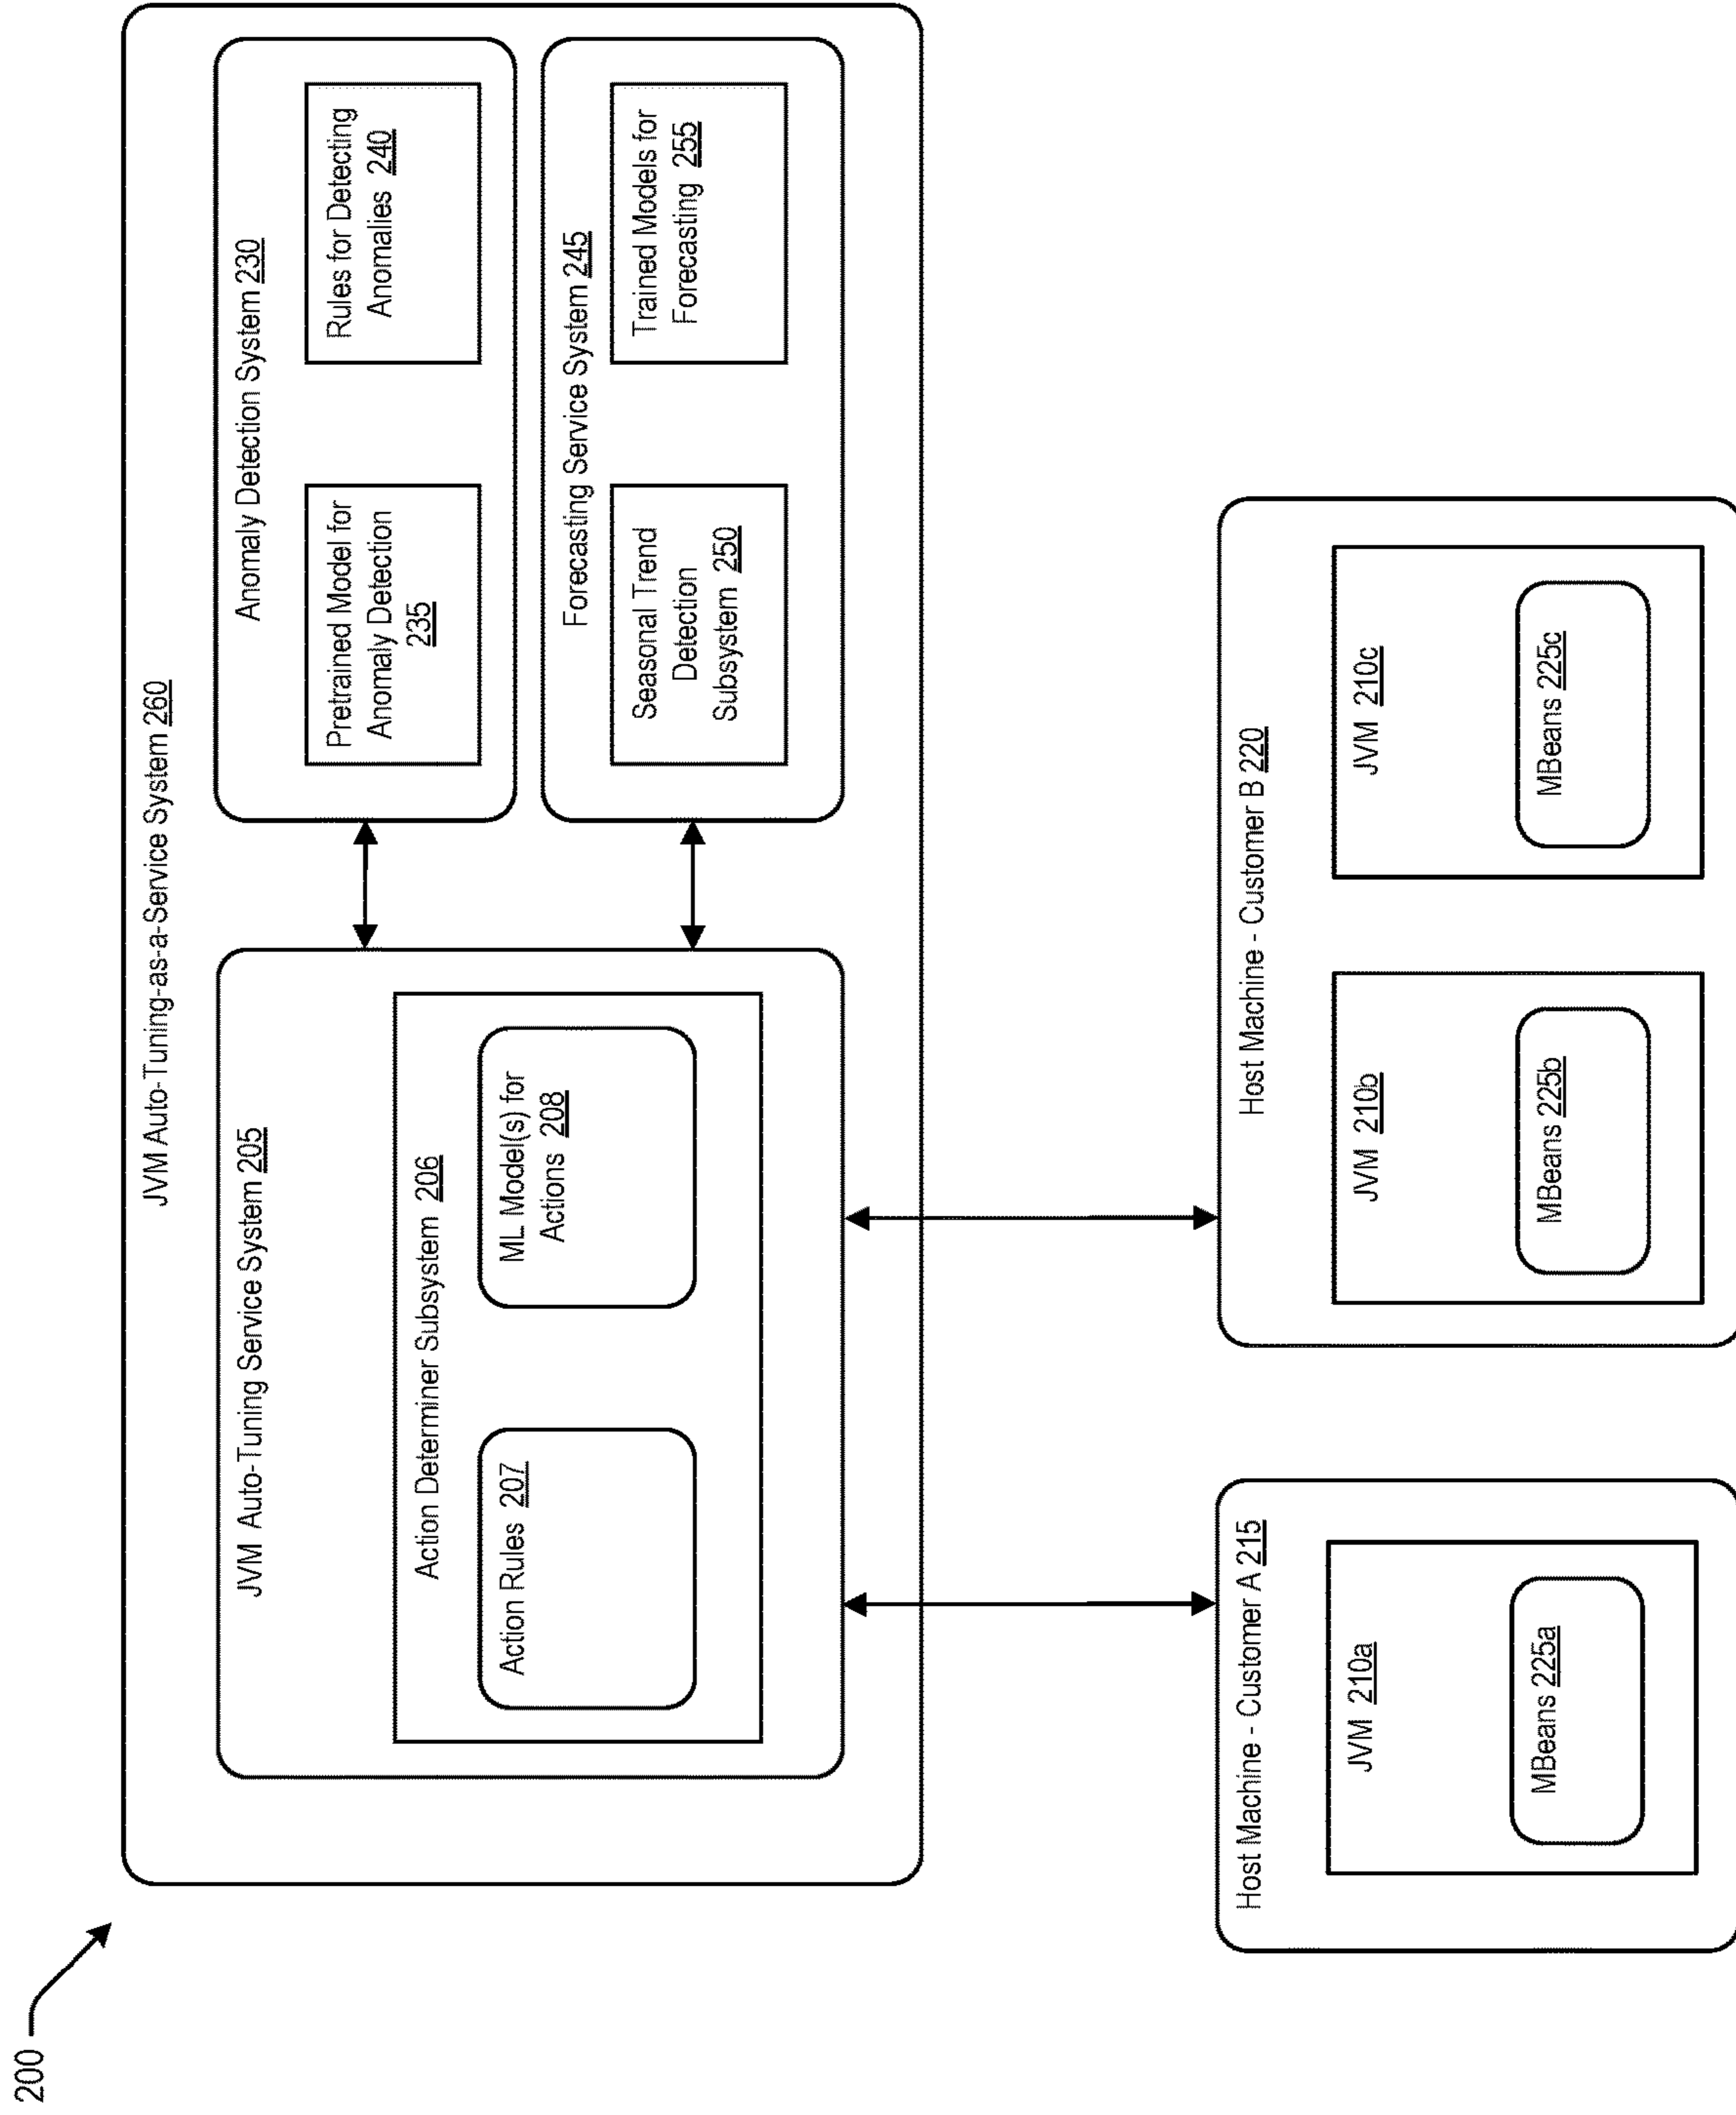 200
JVM Auto-Tuning-as-a-Service System 260
JVM Auto-Tuning Service System 205
Action Determiner Subsystem 206
Action Rules 207
ML Model(s) for
Actions 208
Anomaly Detection System 230
Pretrained Model for
Anomaly Detection
235
Rules for Detecting
Anomalies 240
Forecasting Service System 245
Seasonal Trend
Detection
Subsystem 250
Trained Models for
Forecasting 255
Host Machine - Customer A 215
JVM 210a
MBeans 225a
Host Machine - Customer B 220
JVM 210b
MBeans 225b
JVM 210c
MBeans 225c